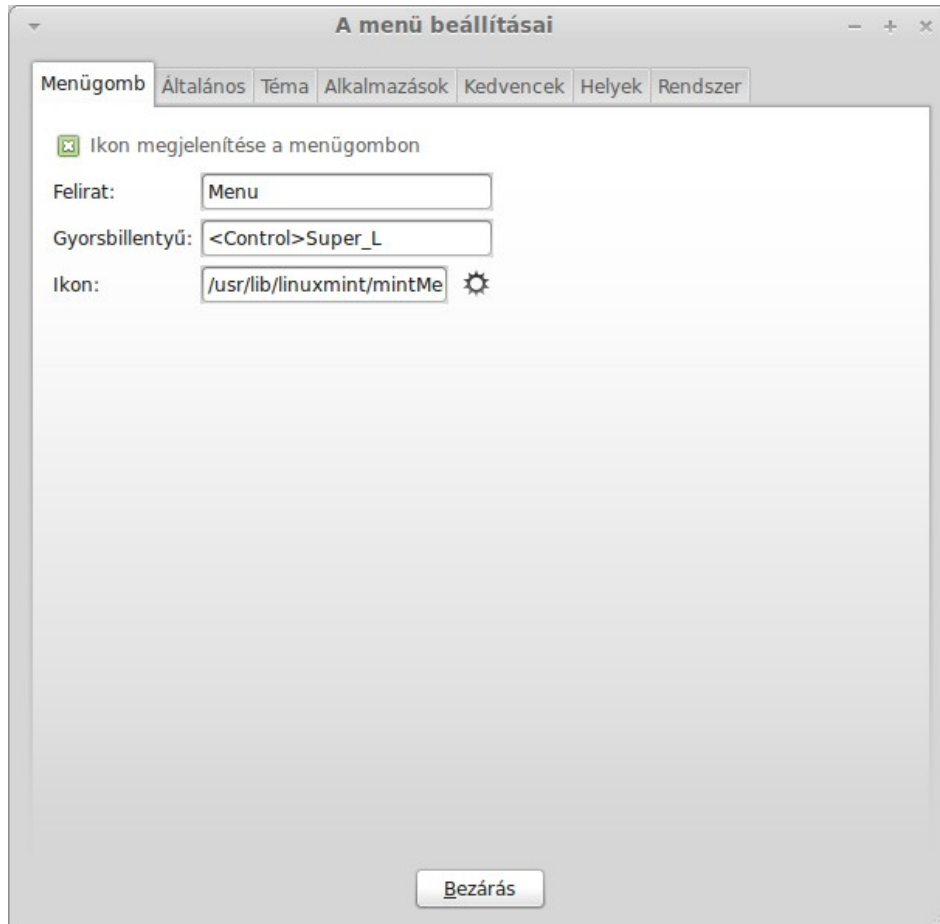 A menü beállításai
Menügomb Általános Téma Alkalmazások Kedvencek Helyek Rendszer
Ikon megjelenítése a menügombon
Felirat: Menu
Gyorsbillentyű: <Control>Super_L
Ikon: /usr/lib/linuxmint/mintMe
Bezárás